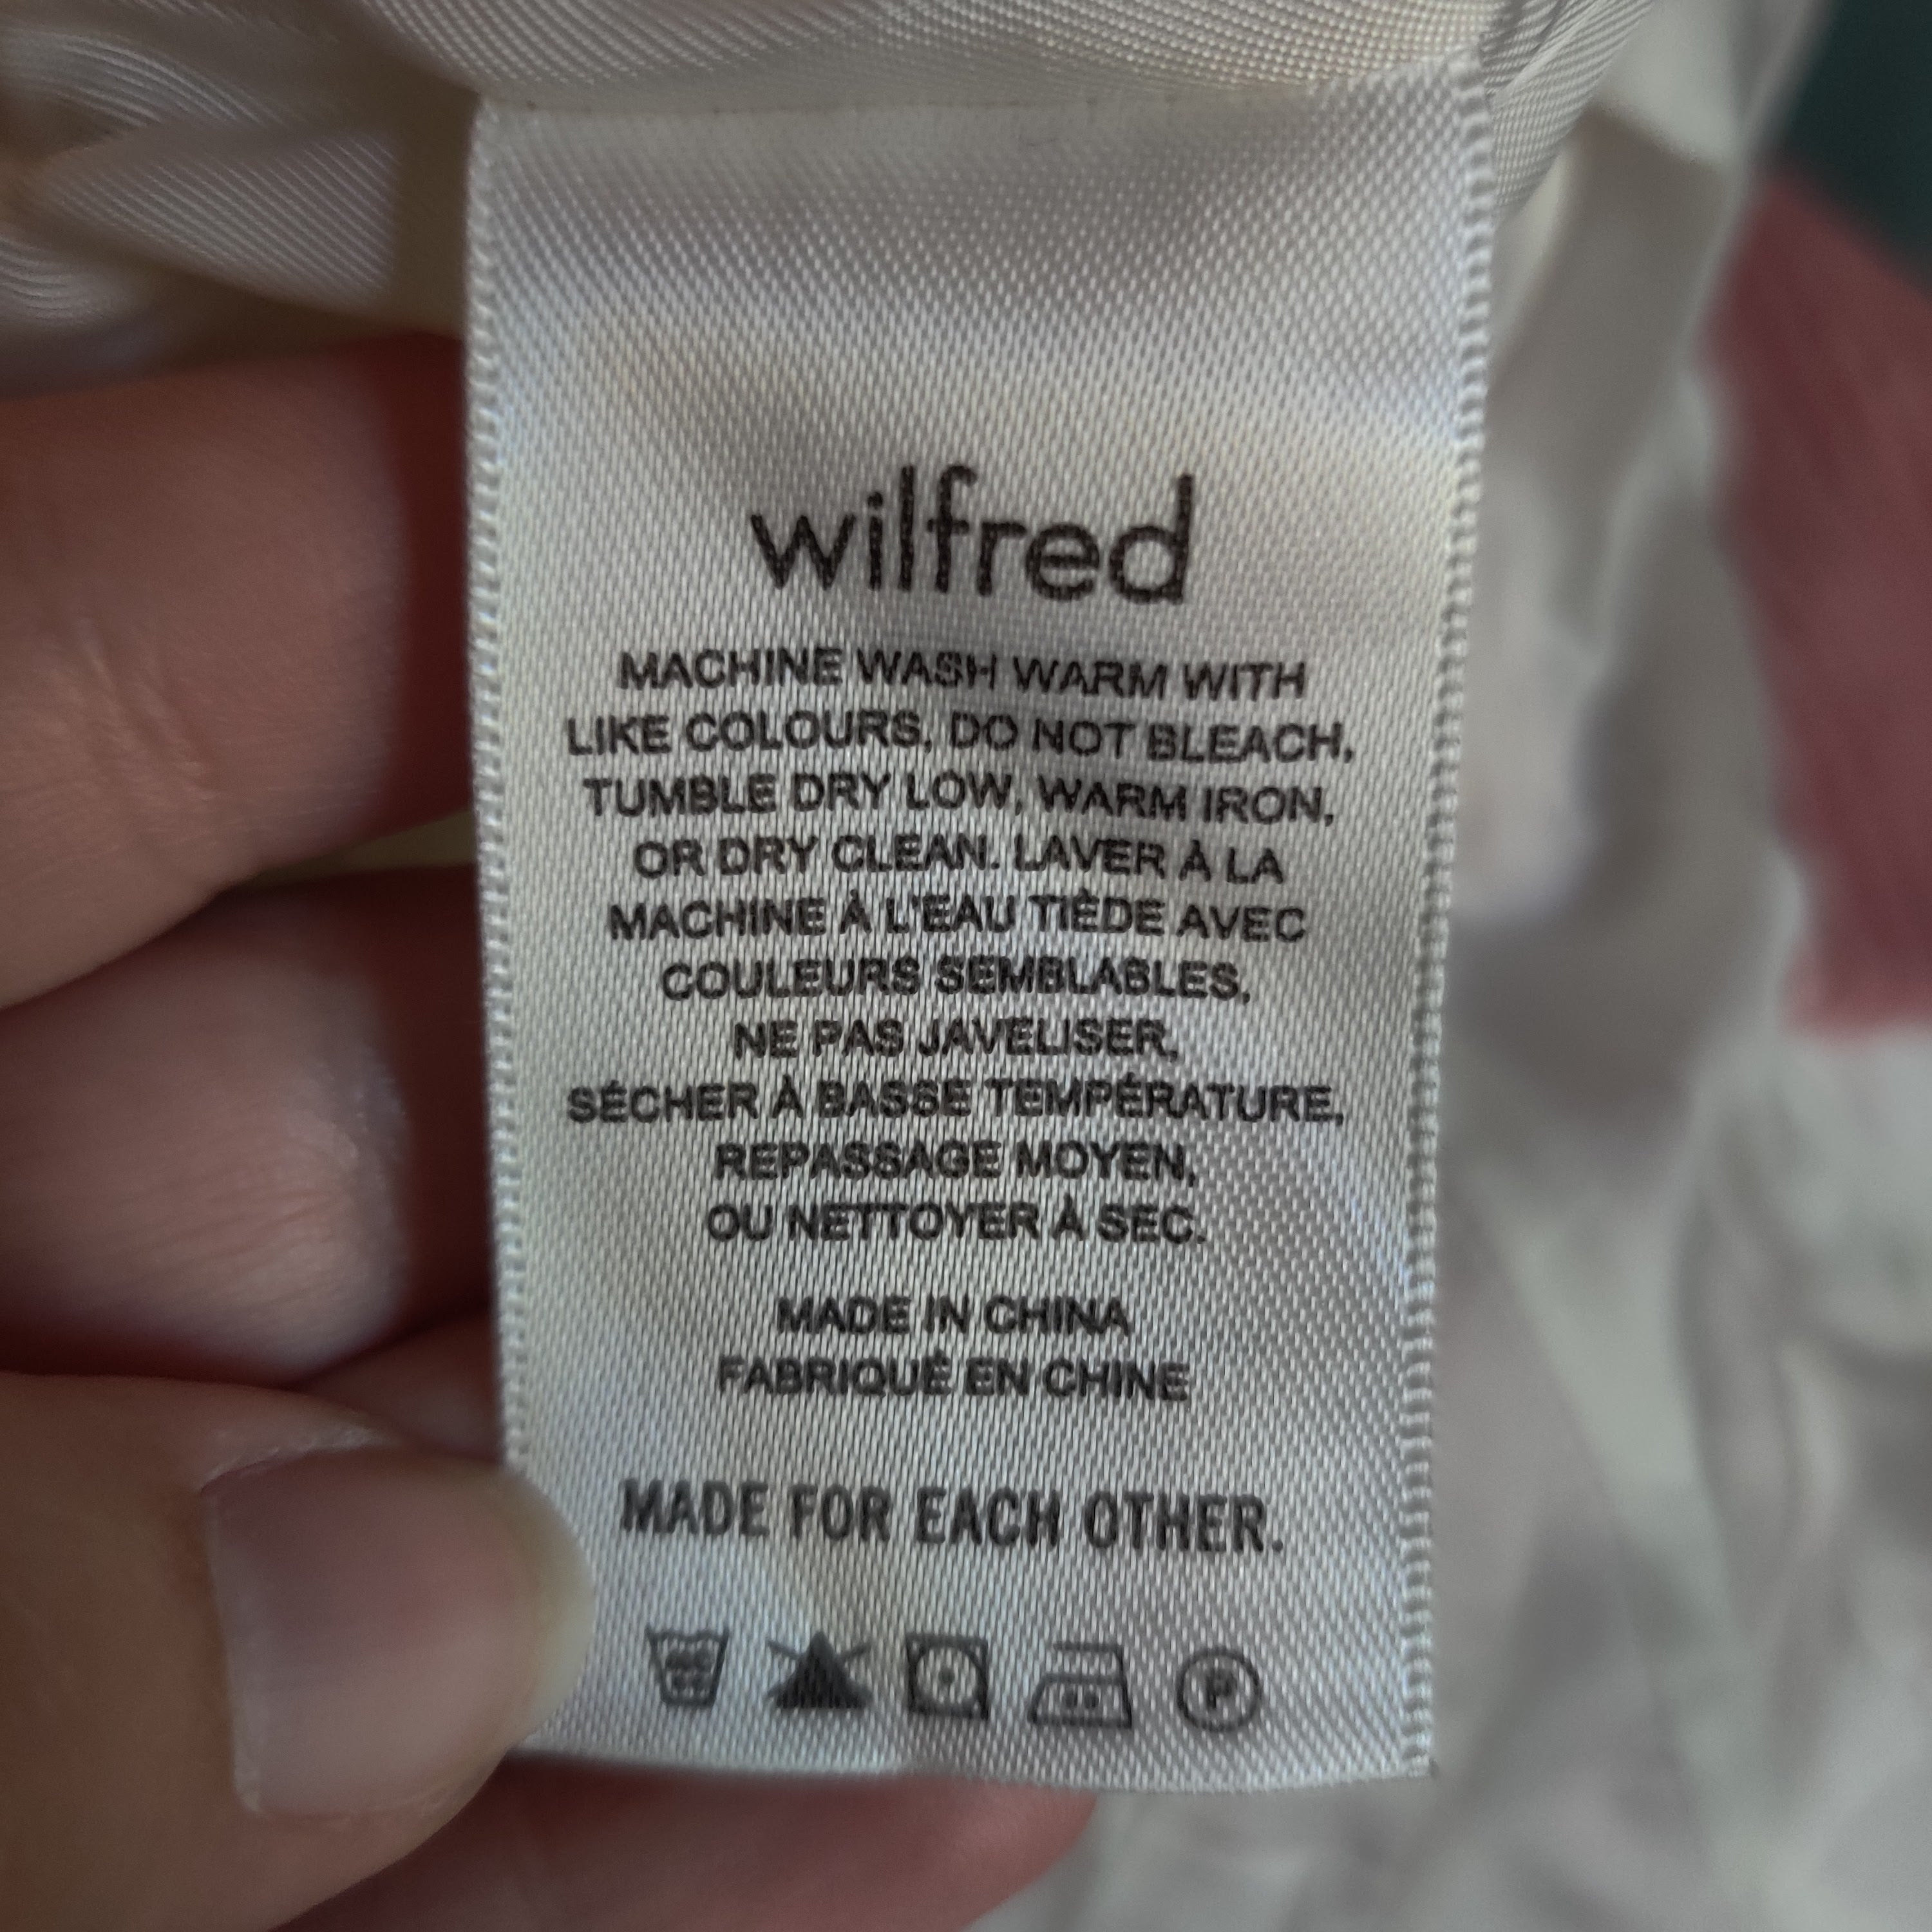 wilfred
MACHINE WASH WARM WITH
LIKE COLOURS, DO NOT BLEACH,
TUMBLE DRY LOW, WARM IRON,
OR DRY CLEAN. LAVER À LA
MACHINE À L'EAU TIÈDE AVEC
COULEURS SEMBLABLES,
NE PAS JAVELISER,
SÉCHER À BASSE TEMPÉRATURE,
REPASSAGE MOYEN,
OU NETTOYER À SEC.
MADE IN CHINA
FABRIQUÉ EN CHINE
MADE FOR EACH OTHER.
P